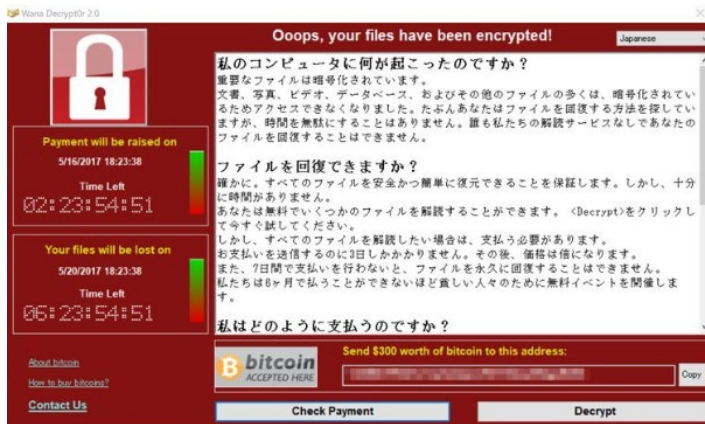 Wana Decrypt0r 2.0
Ooops, your files have been encrypted!
Japanese
私のコンピュータに何が起こったのですか？
重要なファイルは暗号化されています。
文書、写真、ビデオ、データベース、およびその他のファイルの多くは、暗号化されてい
るためアクセスできなくなりました。たぶんあなたはファイルを回復する方法を探してい
ますが、時間を無駄にすることはありません。誰も私たちの解読サービスなしであなたの
ファイルを回復することはできません。
ファイルを回復できますか？
確かに。すべてのファイルを安全かつ簡単に復元できることを保証します。しかし、十分
に時間がありません。
あなたは無料でいくつかのファイルを解読することができます。 <Decrypt>をクリックし
て今すぐ試してください。
しかし、すべてのファイルを解読したい場合は、支払う必要があります。
お支払いを送信するのに3日しかかかりません。その後、価格は倍になります。
また、7日間で支払いを行わないと、ファイルを永久に回復することはできません。
私たちは6ヶ月で払うことができないほど貧しい人々のために無料イベントを開催しま
す。
私はどのように支払うのですか？
Payment will be raised on
5/16/2017 18:23:38
Time Left
02:23:54:51
Your files will be lost on
5/20/2017 18:23:38
Time Left
06:23:54:51
About bitcoin
How to buy bitcoins?
Contact Us
bitcoin
ACCEPTED HERE
Send $300 worth of bitcoin to this address:
Copy
Check Payment
Decrypt